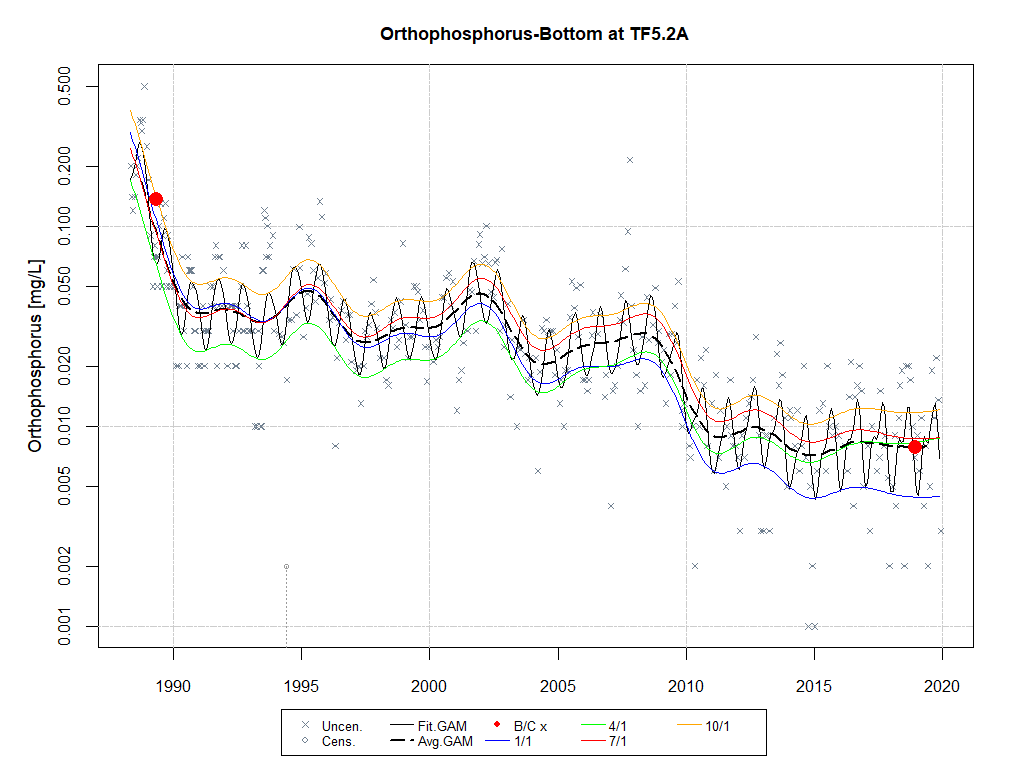 Orthophosphorus-Bottom at TF5.2A
Orthophosphorus [mg/L]
0.500
0.200
0.100
0.050
0.020
0.010
0.005
0.002
0.001
1990 1995 2000 2005 2010 2015 2020
Uncen. Fit.GAM B/C x 4/1 10/1
Cens. Avg.GAM 1/1 7/1